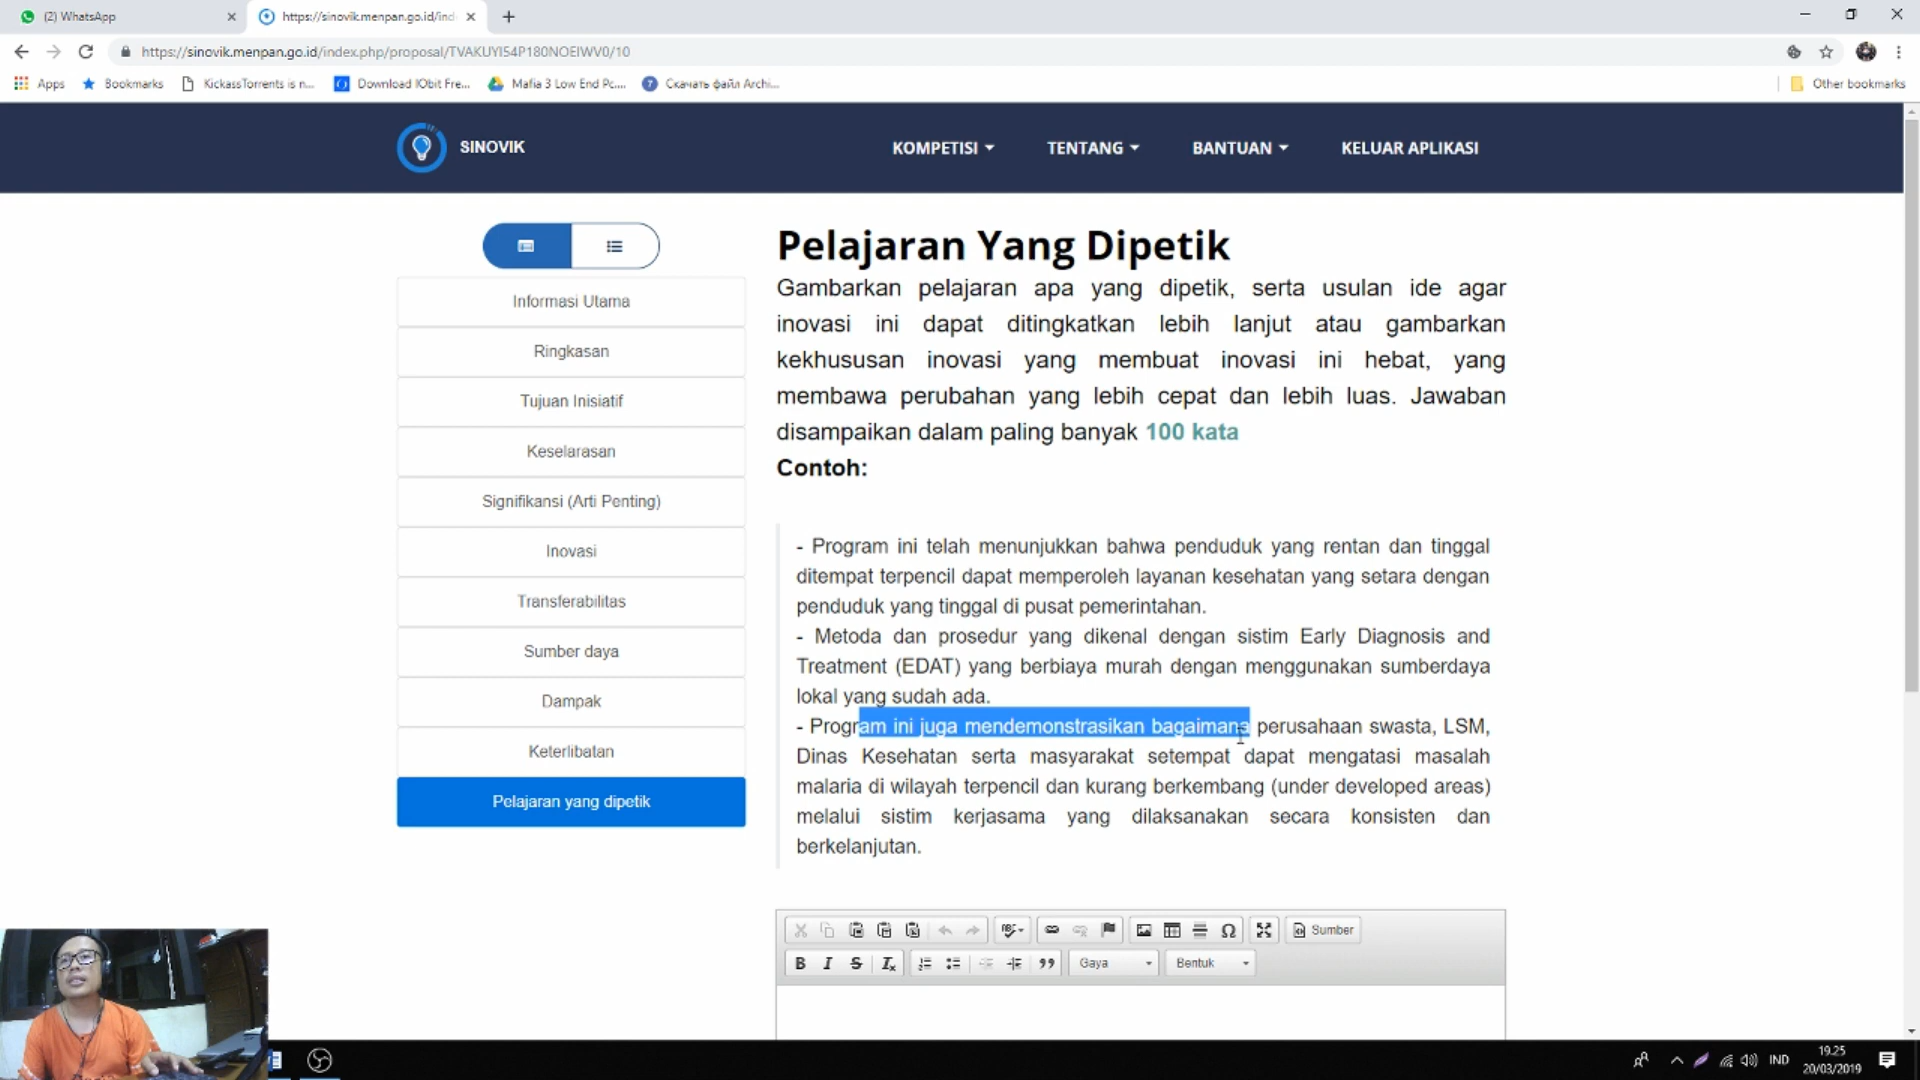 (2) WhatsApp
https://sinovik.menpan.go.id/ind
https://sinovik.menpan.go.id/index.php/proposal/TVAKUYI54P180NOEIWV0/10
Apps
Bookmarks
KickassTorrents is n...
Download IObit Fre...
Mafia 3 Low End Pc....
Скачать файл Archi...
Other bookmarks
SINOVIK
KOMPETISI
TENTANG
BANTUAN
KELUAR APLIKASI
Informasi Utama
Ringkasan
Tujuan Inisiatif
Keselarasan
Signifikansi (Arti Penting)
Inovasi
Transferabilitas
Sumber daya
Dampak
Keterlibatan
Pelajaran yang dipetik
Pelajaran Yang Dipetik
Gambarkan pelajaran apa yang dipetik, serta usulan ide agar
inovasi ini dapat ditingkatkan lebih lanjut atau gambarkan
kekhususan inovasi yang membuat inovasi ini hebat, yang
membawa perubahan yang lebih cepat dan lebih luas. Jawaban
disampaikan dalam paling banyak 100 kata
Contoh:
- Program ini telah menunjukkan bahwa penduduk yang rentan dan tinggal
ditempat terpencil dapat memperoleh layanan kesehatan yang setara dengan
penduduk yang tinggal di pusat pemerintahan.
- Metoda dan prosedur yang dikenal dengan sistim Early Diagnosis and
Treatment (EDAT) yang berbiaya murah dengan menggunakan sumberdaya
lokal yang sudah ada.
- Program ini juga mendemonstrasikan bagaimana perusahaan swasta, LSM,
Dinas Kesehatan serta masyarakat setempat dapat mengatasi masalah
malaria di wilayah terpencil dan kurang berkembang (under developed areas)
melalui sistim kerjasama yang dilaksanakan secara konsisten dan
berkelanjutan.
Sumber
Gaya
Bentuk
IND
19.25
20/03/2019